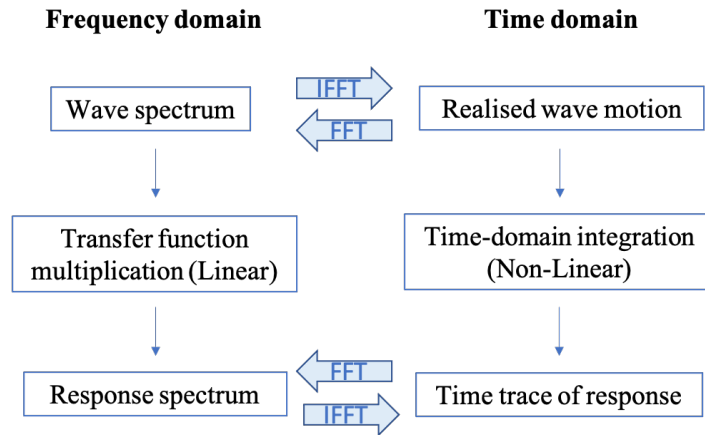 Frequency domain
Time domain
IFFT
Wave spectrum
Realised wave motion
FFT
Transfer function
multiplication (Linear)
Time-domain integration
(Non-Linear)
FFT
Response spectrum
Time trace of response
IFFT